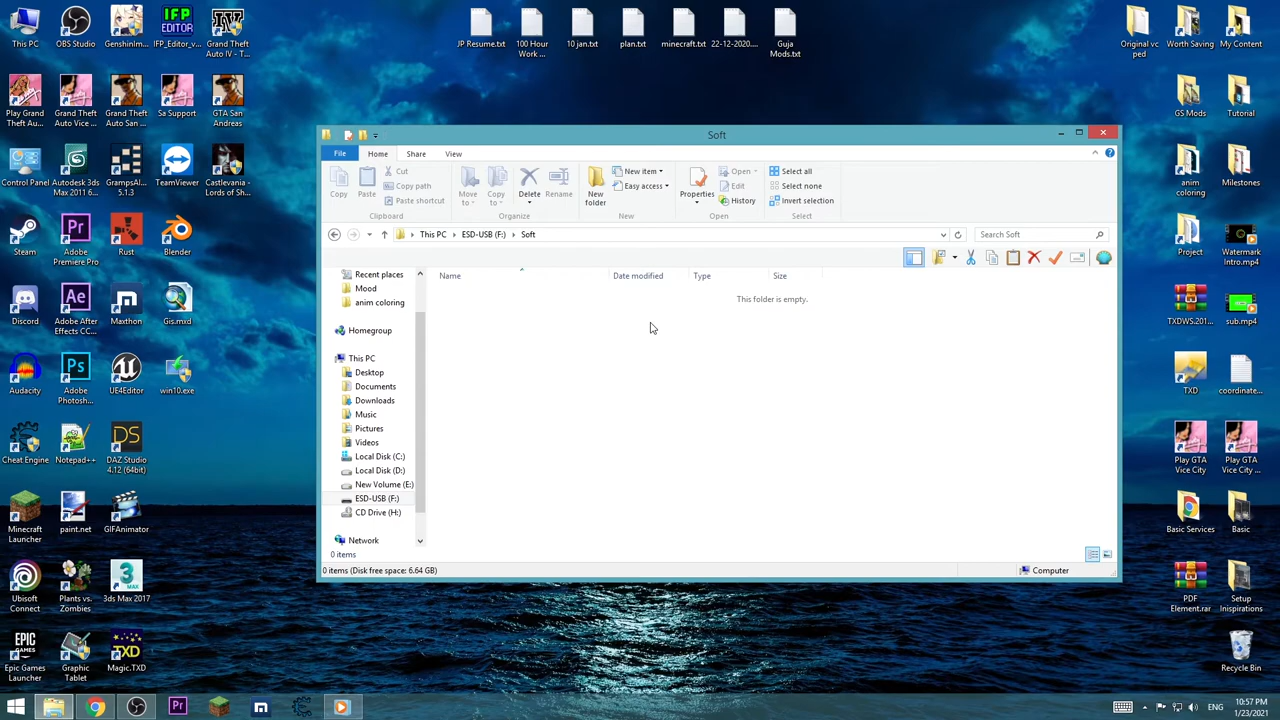 This PC
OBS Studio
GenshinIm...
IFP_Editor_v...
Grand Theft
Auto IV - T...
IFP
EDITOR
JP Resume.txt
100 Hour
Work ...
10 jan.txt
plan.txt
minecraft.txt
22-12-2020....
Guja
Mods.txt
Original vc
ped
Worth Saving
My Content
Play Grand
Theft Au...
Grand Theft
Auto Vice ...
Grand Theft
Auto San ...
Sa Support
GTA San
Andreas
GS Mods
Tutorial
Control Panel
Autodesk 3ds
Max 2011 6...
GrampsAI...
5.1.3
TeamViewer
Castlevania -
Lords of Sh...
anim
coloring
Milestones
Steam
Adobe
Premiere Pro
Rust
Blender
Project
Watermark
Intro.mp4
Discord
Adobe After
Effects CC...
Maxthon
Gis.mxd
TXDWS.201...
sub.mp4
Audacity
Adobe
Photosh...
UE4Editor
win10.exe
TXD
coordinate...
Cheat Engine
Notepad++
DAZ Studio
4.12 (64bit)
Play GTA
Vice City
Play GTA
Vice City ...
Minecraft
Launcher
paint.net
GIFAnimator
Basic Services
Basic
Ubisoft
Connect
Plants vs.
Zombies
3ds Max 2017
PDF
Element.rar
Setup
Inispirations
EPIC
GAMES
Epic Games
Launcher
Graphic
Tablet
TXD
Magic.TXD
Recycle Bin
Soft
File
Home
Share
View
Copy
Paste
Cut
Copy path
Paste shortcut
Clipboard
Move
to
Copy
to
Delete
Rename
Organize
New
folder
New item
Easy access
New
Properties
Open
Edit
History
Open
Select all
Select none
Invert selection
Select
This PC
ESD-USB (F:)
Soft
Search Soft
Name
Date modified
Type
Size
This folder is empty.
Recent places
Mood
anim coloring
Homegroup
This PC
Desktop
Documents
Downloads
Music
Pictures
Videos
Local Disk (C:)
Local Disk (D:)
New Volume (E:)
ESD-USB (F:)
CD Drive (H:)
Network
0 items
0 items (Disk free space: 6.64 GB)
Computer
ENG
10:57 PM
1/23/2021